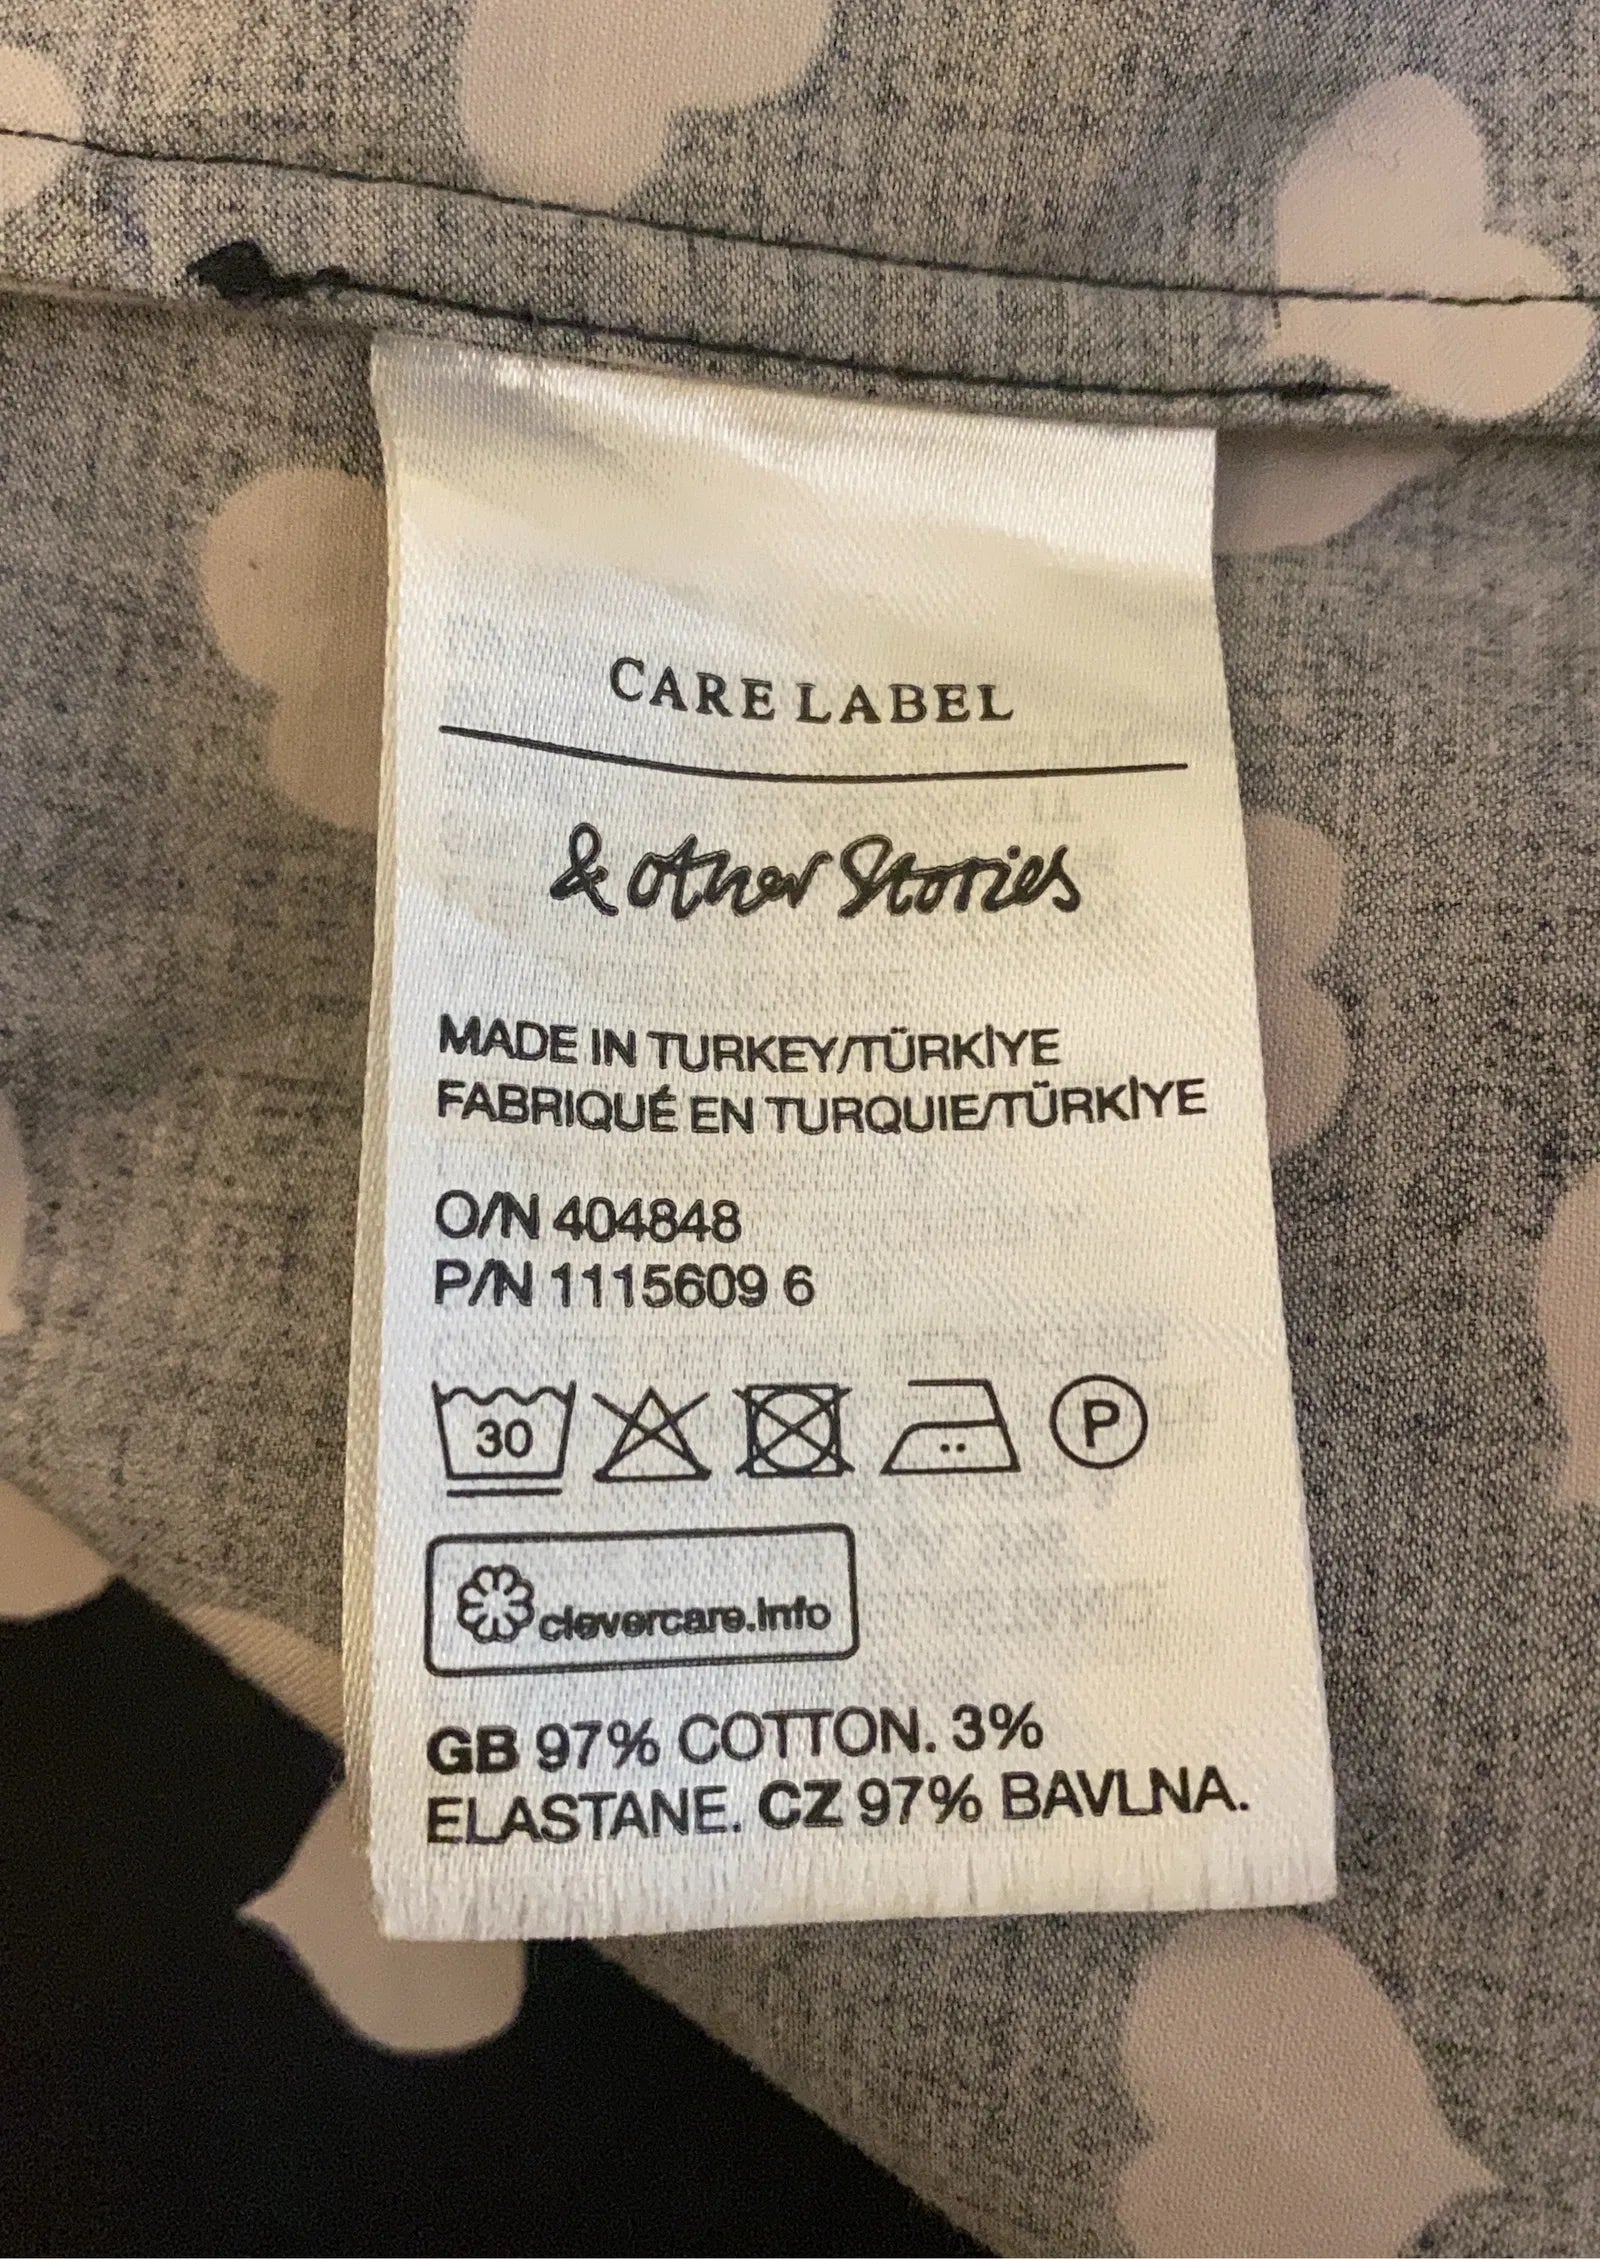 CARE LABEL
& other Stories
MADE IN TURKEY/TÜRKİYE
FABRIQUÉ EN TURQUIE/TÜRKİYE
O/N 404848
P/N 1115609 6
30
P
clevercare.info
GB 97% COTTON. 3%
ELASTANE. CZ 97% BAVLNA.